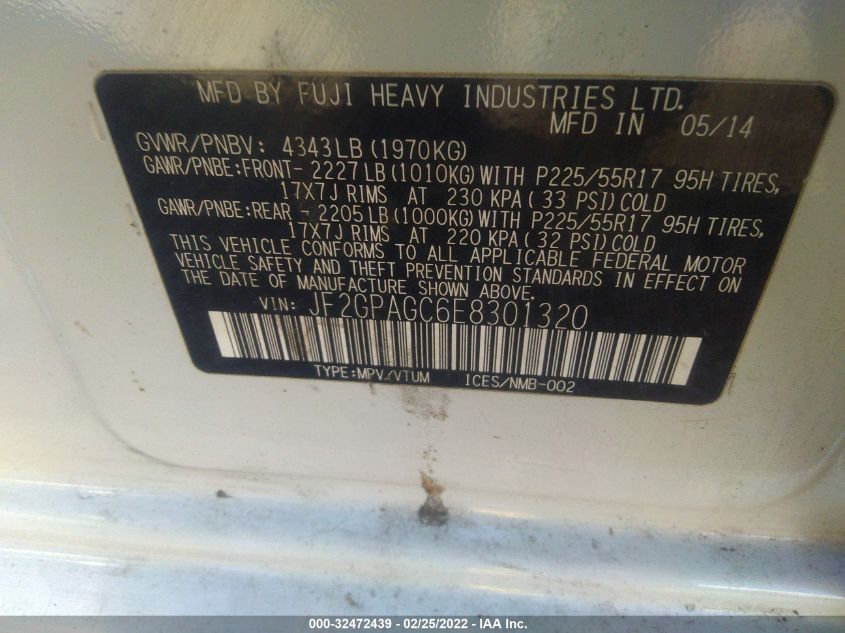 MFD BY FUJI HEAVY INDUSTRIES LTD.
MFD IN 05/14
GVWR/PNBV: 4343LB (1970KG)
GAWR/PNBE:FRONT- 2227 LB (1010KG) WITH P225/55R17 95H TIRES,
17X7J RIMS AT 230 KPA ( 33 PSI) COLD
GAWR/PNBE:REAR - 2205 LB (1000KG) WITH P225/55R17 95H TIRES,
17X7J RIMS AT 220 KPA ( 32 PSI) COLD
THIS VEHICLE CONFORMS TO ALL APPLICABLE FEDERAL MOTOR
VEHICLE SAFETY AND THEFT PREVENTION STANDARDS IN EFFECT ON
THE DATE OF MANUFACTURE SHOWN ABOVE.
VIN: JF2GPAGC6E8301320
TYPE:MPV/VTUM ICES/NMB-002
000-32472439 - 02/25/2022 - IAA Inc.